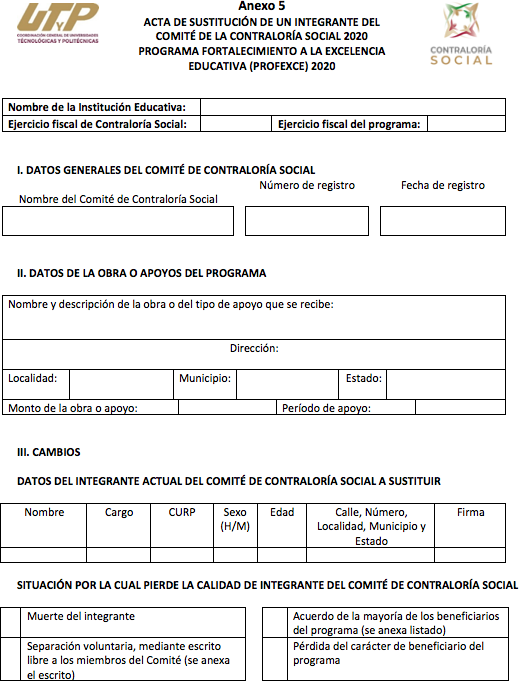 Anexo 5
UTyP
COORDINACIÓN GENERAL DE UNIVERSIDADES
TECNOLÓGICAS Y POLITÉCNICAS
ACTA DE SUSTITUCIÓN DE UN INTEGRANTE DEL
COMITÉ DE LA CONTRALORÍA SOCIAL 2020
PROGRAMA FORTALECIMIENTO A LA EXCELENCIA
EDUCATIVA (PROFEXCE) 2020
CONTRALORÍA
SOCIAL
Nombre de la Institución Educativa:
Ejercicio fiscal de Contraloría Social: Ejercicio fiscal del programa:
I. DATOS GENERALES DEL COMITÉ DE CONTRALORÍA SOCIAL
Nombre del Comité de Contraloría Social Número de registro Fecha de registro
II. DATOS DE LA OBRA O APOYOS DEL PROGRAMA
Nombre y descripción de la obra o del tipo de apoyo que se recibe:
Dirección:
Localidad: Municipio: Estado:
Monto de la obra o apoyo: Período de apoyo:
III. CAMBIOS
DATOS DEL INTEGRANTE ACTUAL DEL COMITÉ DE CONTRALORÍA SOCIAL A SUSTITUIR
Nombre Cargo CURP Sexo Edad Calle, Número, Firma
(H/M) Localidad, Municipio y
Estado
SITUACIÓN POR LA CUAL PIERDE LA CALIDAD DE INTEGRANTE DEL COMITÉ DE CONTRALORÍA SOCIAL
Muerte del integrante
Separación voluntaria, mediante escrito
libre a los miembros del Comité (se anexa
el escrito)
Acuerdo de la mayoría de los beneficiarios
del programa (se anexa listado)
Pérdida del carácter de beneficiario del
programa